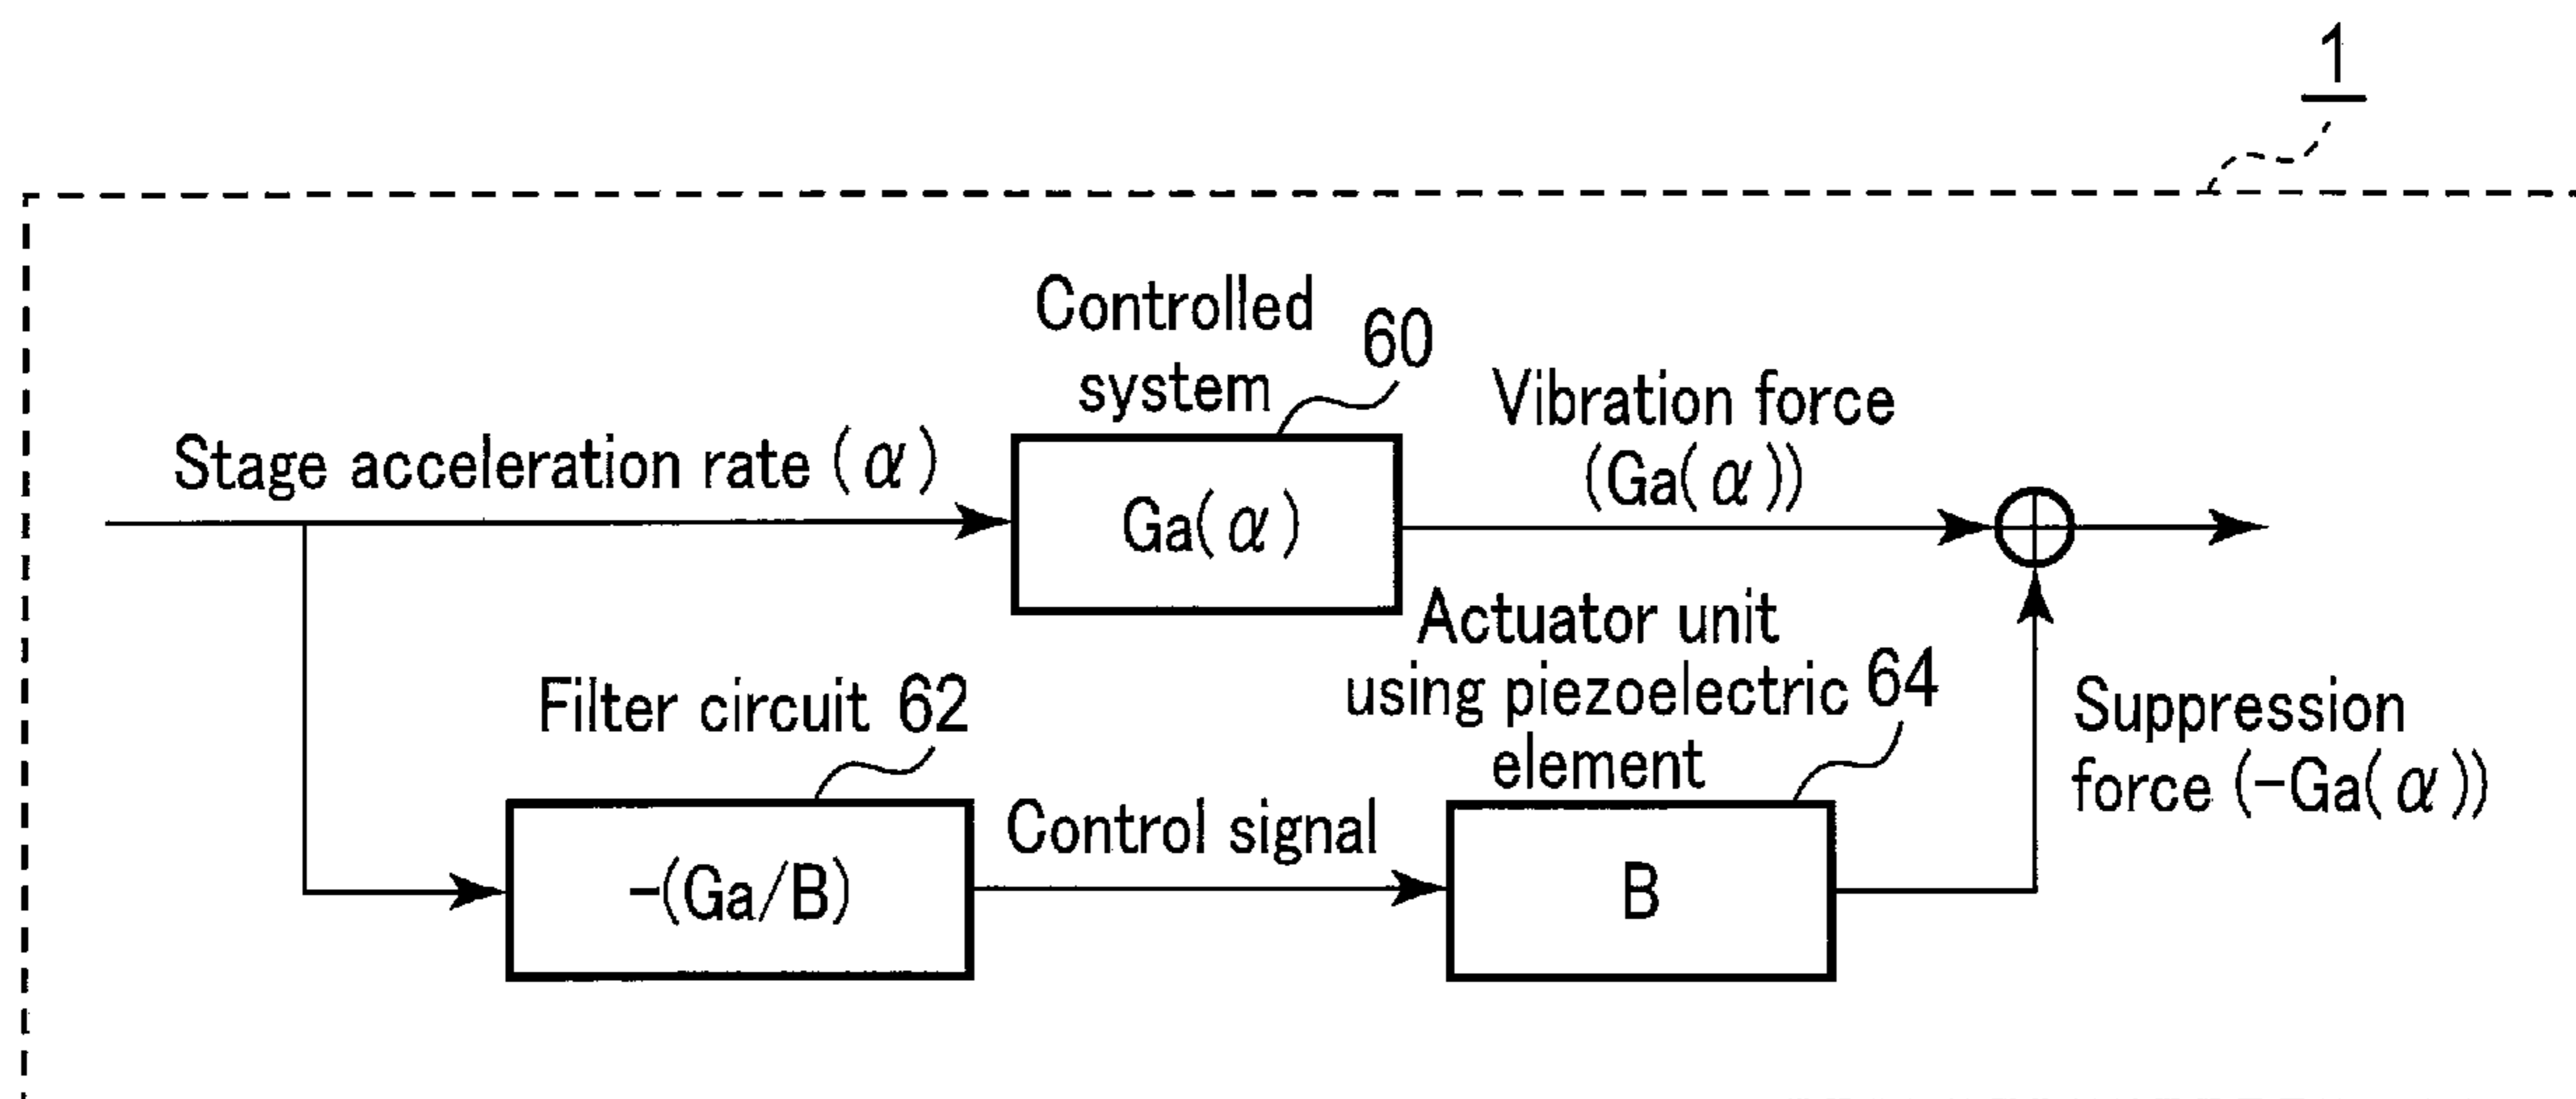 1
Controlled
system 60
Vibration force
(Ga(α))
Stage acceleration rate (α)
Ga(α)
Actuator unit
using piezoelectric 64
element
Filter circuit 62
Suppression
force (-Ga(α))
Control signal
-(Ga/B)
B